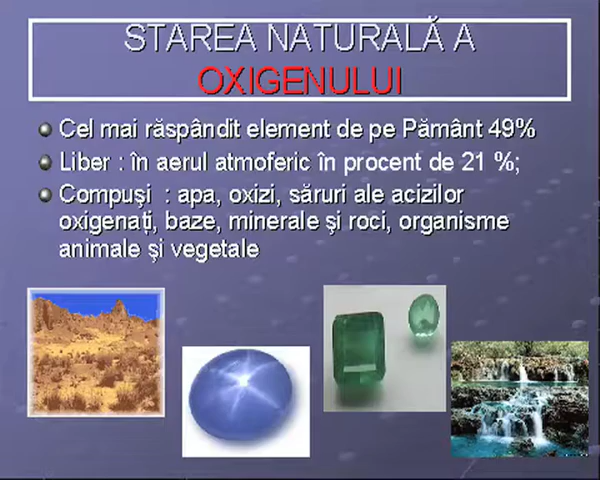 STAREA NATURALĂ A
OXIGENULUI
Cel mai răspândit element de pe Pământ 49%
Liber : în aerul atmoferic în procent de 21 %;
Compuşi : apa, oxizi, săruri ale acizilor
oxigenaţi, baze, minerale şi roci, organisme
animale şi vegetale